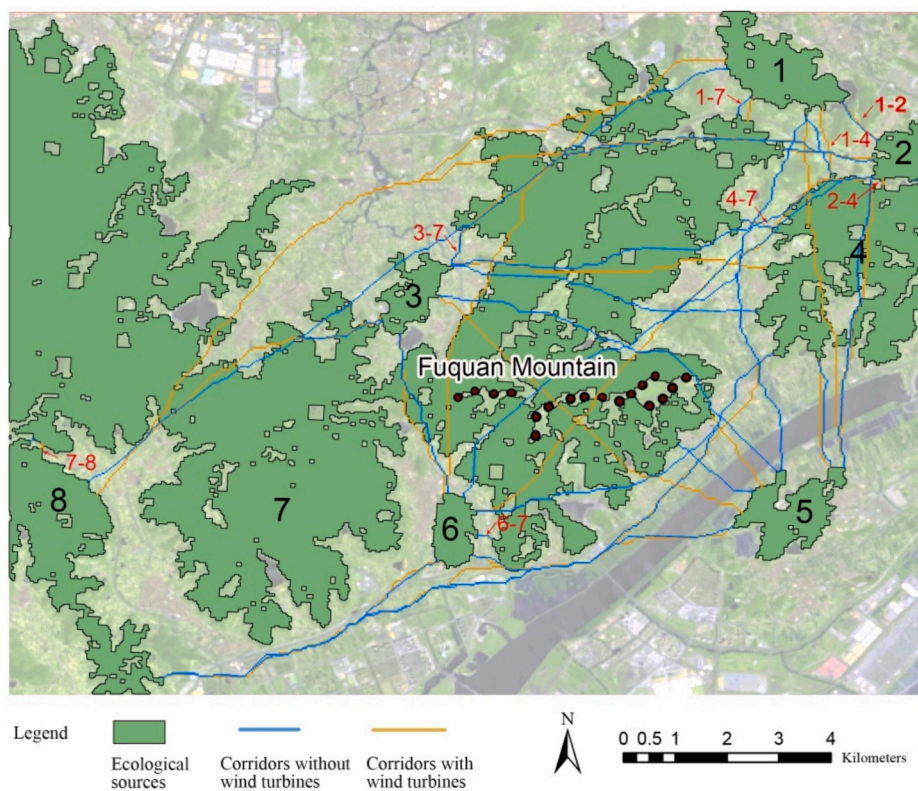 1
1-7
1-2
1-4
2
4-7
2-4
3-7
4
3
Fuquan Mountain
7-8
8
7
6
6-7
5
Legend
Ecological
sources
Corridors without
wind turbines
Corridors with
wind turbines
N
0 0.5 1 2 3 4
Kilometers